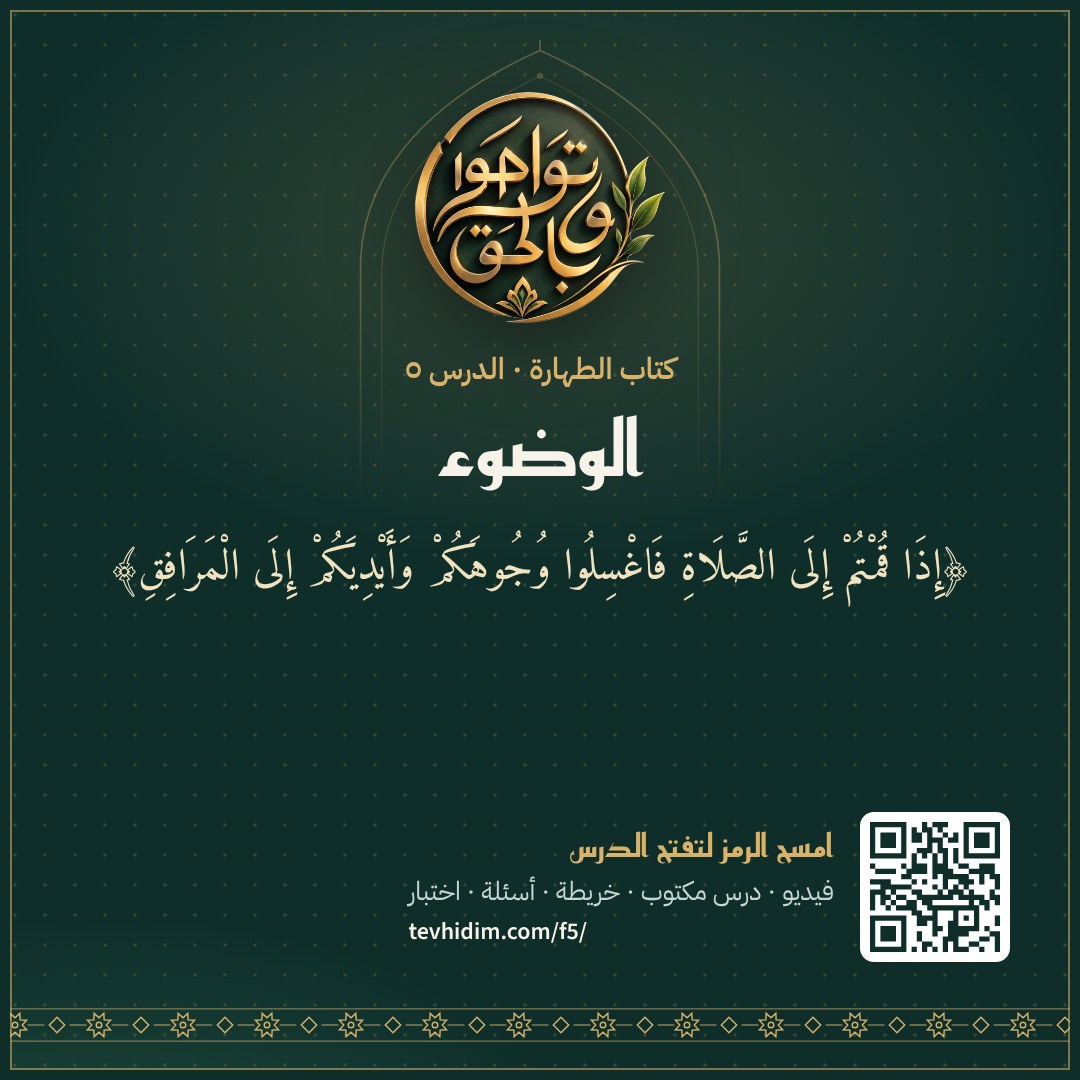 وتواصوا بالحق
كتاب الطهارة · الدرس ٥
الوضوء
﴿إِذَا قُمْتُمْ إِلَى الصَّلَاةِ فَاغْسِلُوا وُجُوهَكُمْ وَأَيْدِيَكُمْ إِلَى الْمَرَافِقِ﴾
امسح الرمز لتفتح الدرس
فيديو · درس مكتوب · خريطة · أسئلة · اختبار
tevhidim.com/f5/